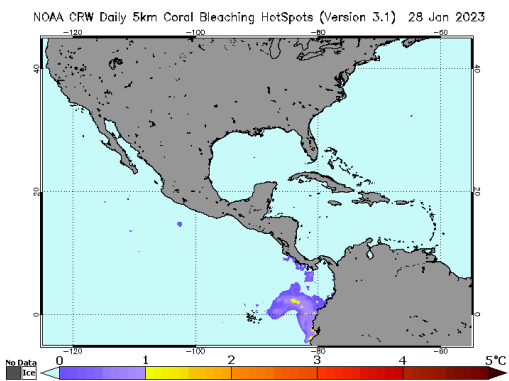 NOAA CRW Daily 5km Coral Bleaching HotSpots (Version 3.1) 28 Jan 2023
-120 -100 -80 -60
40 40
20 20
0 0
-120 -100 -80 -60
No Data 0 1 2 3 4 5°C
Ice